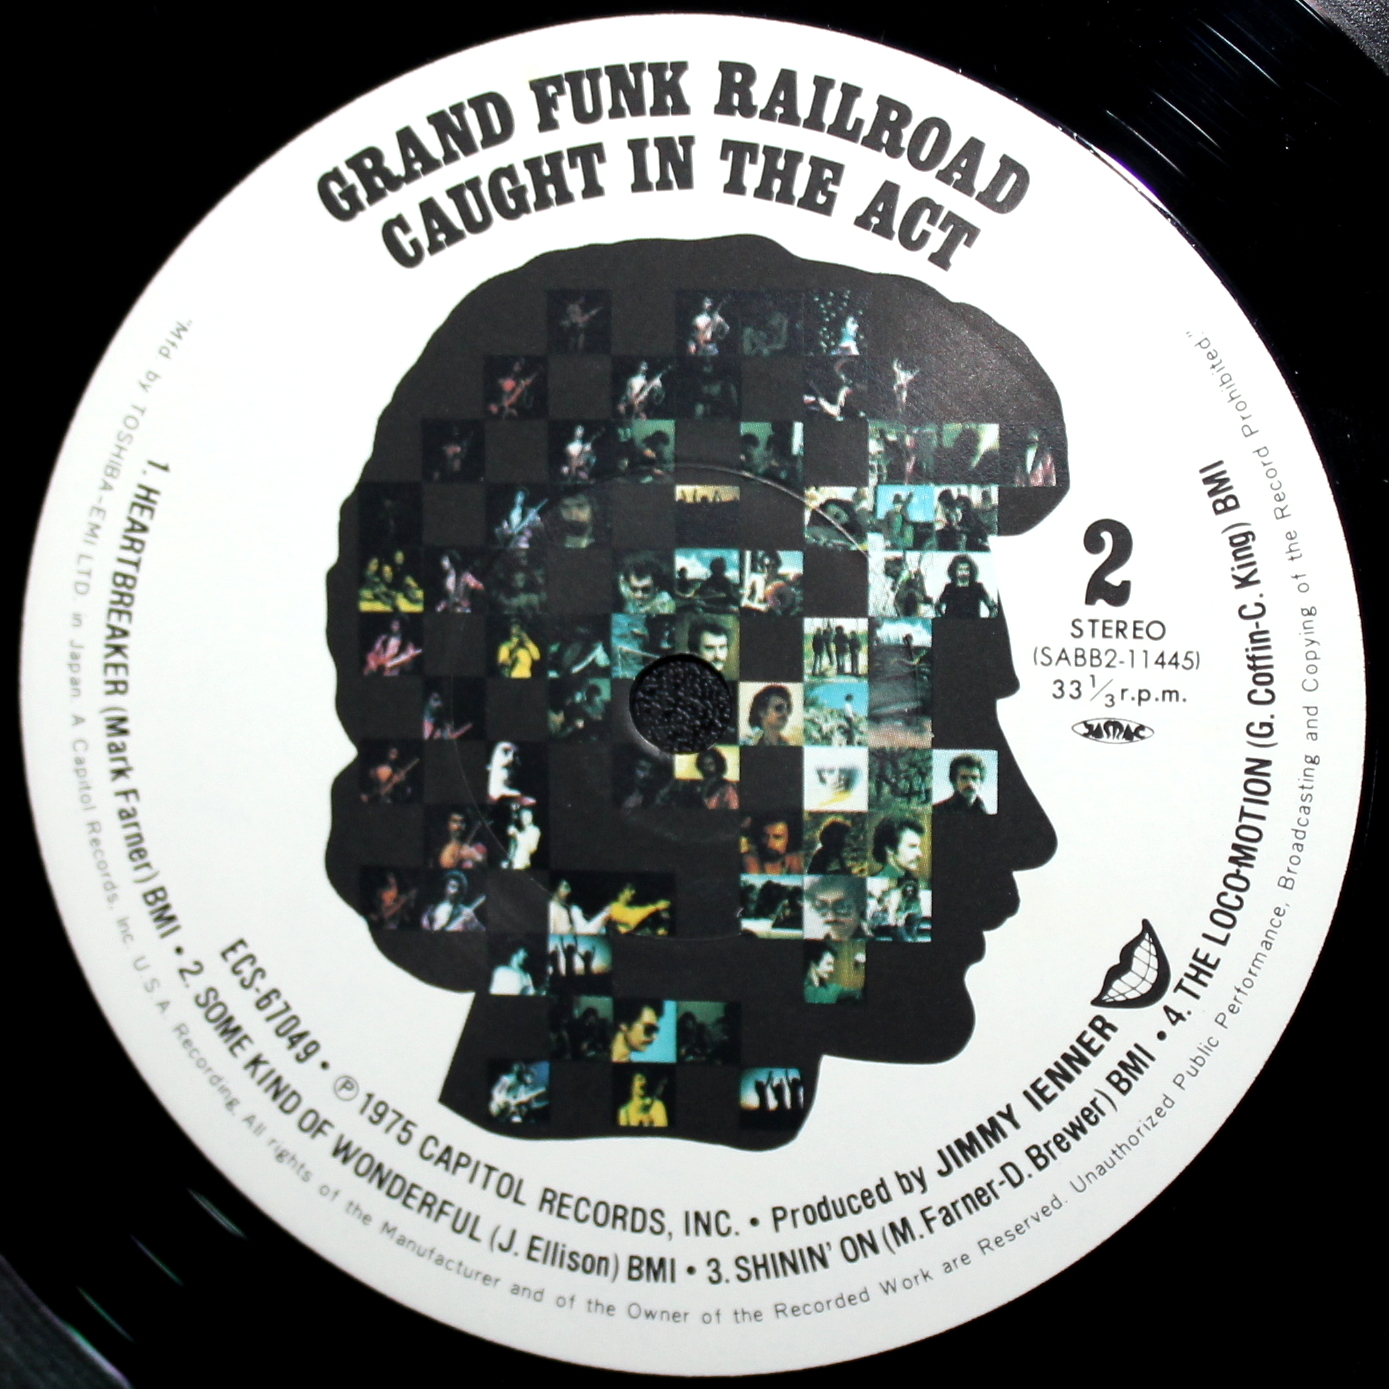 GRAND FUNK RAILROAD
CAUGHT IN THE ACT
2
STEREO
(SABB2-11445)
33 1/3 r.p.m.
JASRAC
ECS-67049 • Ⓟ 1975 CAPITOL RECORDS, INC. • Produced by JIMMY IENNER
1. HEARTBREAKER (Mark Farner) BMI • 2. SOME KIND OF WONDERFUL (J. Ellison) BMI • 3. SHININ' ON (M. Farner-D. Brewer) BMI • 4. THE LOCO-MOTION (G. Coffin-C. King) BMI
"Mfd by TOSHIBA-EMI LTD. in Japan. A Capitol Records, Inc. U.S.A. Recording. All rights of the Manufacturer and of the Owner of the Recorded Work are Reserved. Unauthorized Public Performance, Broadcasting and Copying of the Record Prohibited."